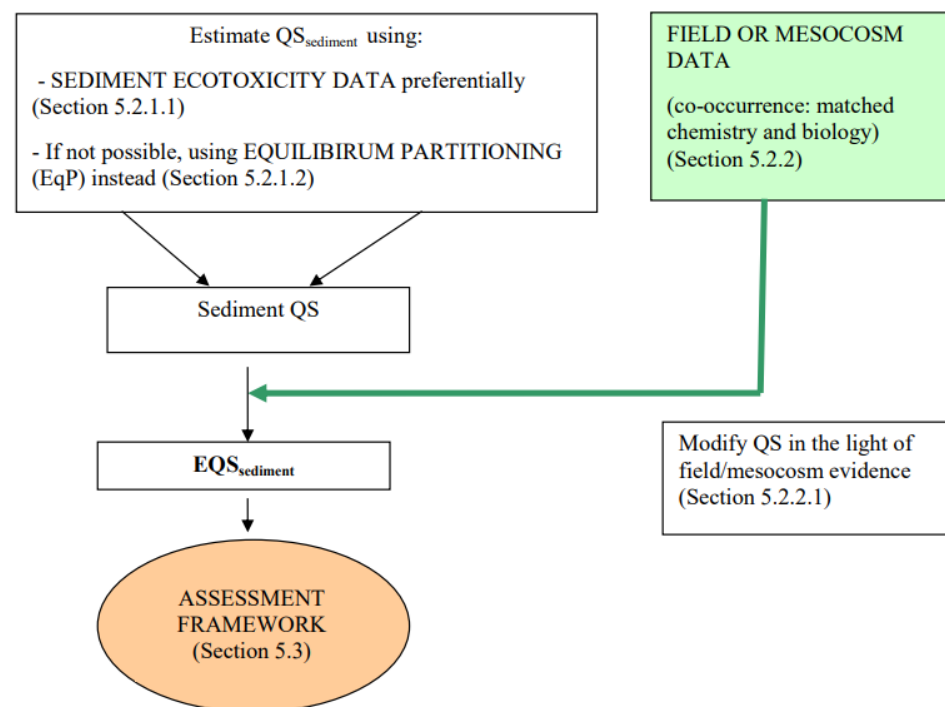 Estimate QSsediment using:
- SEDIMENT ECOTOXICITY DATA preferentially
(Section 5.2.1.1)
- If not possible, using EQUILIBIRUM PARTITIONING
(EqP) instead (Section 5.2.1.2)
FIELD OR MESOCOSM
DATA
(co-occurrence: matched
chemistry and biology)
(Section 5.2.2)
Sediment QS
EQSsediment
Modify QS in the light of
field/mesocosm evidence
(Section 5.2.2.1)
ASSESSMENT
FRAMEWORK
(Section 5.3)